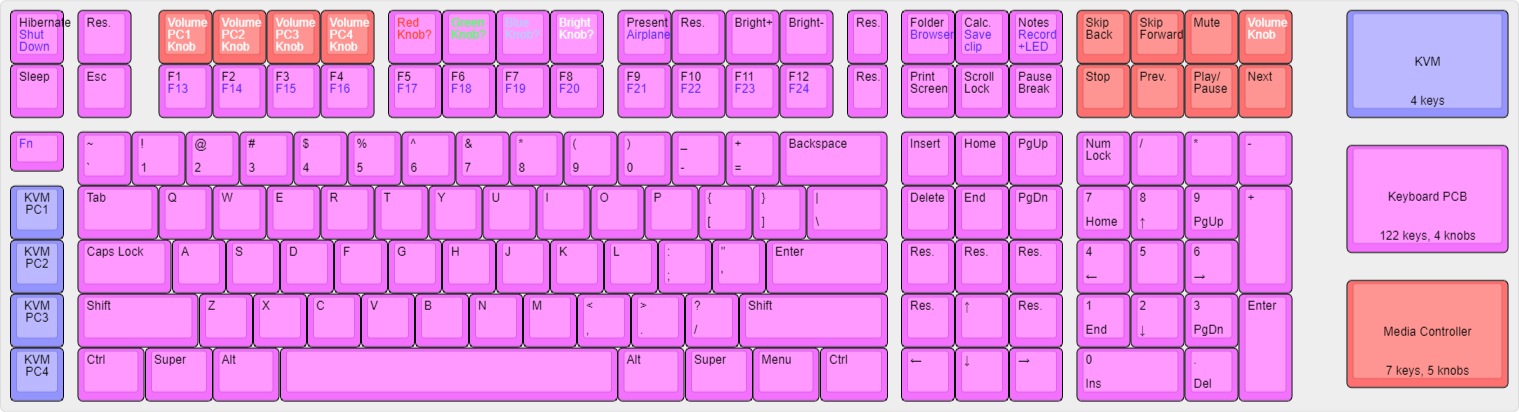 Hibernate
Shut
Down
Res.
Volume
PC1
Knob
Volume
PC2
Knob
Volume
PC3
Knob
Volume
PC4
Knob
Red
Knob?
Green
Knob?
Blue
Knob?
Bright
Knob?
Present
Airplane
Res.
Bright+
Bright-
Res.
Folder
Browser
Calc.
Save
clip
Notes
Record
+LED
Skip
Back
Skip
Forward
Mute
Volume
Knob
KVM
4 keys
Sleep
Esc
F1
F13
F2
F14
F3
F15
F4
F16
F5
F17
F6
F18
F7
F19
F8
F20
F9
F21
F10
F22
F11
F23
F12
F24
Res.
Print
Screen
Scroll
Lock
Pause
Break
Stop
Prev.
Play/
Pause
Next
Fn
~
`
!
1
@
2
#
3
$
4
%
5
^
6
&
7
*
8
(
9
)
0
_
-
+
=
Backspace
Insert
Home
PgUp
Num
Lock
/
*
-
Keyboard PCB
122 keys, 4 knobs
KVM
PC1
Tab
Q
W
E
R
T
Y
U
I
O
P
{
[
}
]
|
\
Delete
End
PgDn
7
Home
8
↑
9
PgUp
+
KVM
PC2
Caps Lock
A
S
D
F
G
H
J
K
L
:
;
"
'
Enter
Res.
Res.
Res.
4
←
5
6
→
KVM
PC3
Shift
Z
X
C
V
B
N
M
<
,
>
.
?
/
Shift
Res.
↑
Res.
1
End
2
↓
3
PgDn
Enter
Media Controller
7 keys, 5 knobs
KVM
PC4
Ctrl
Super
Alt
Alt
Super
Menu
Ctrl
←
↓
→
0
Ins
.
Del